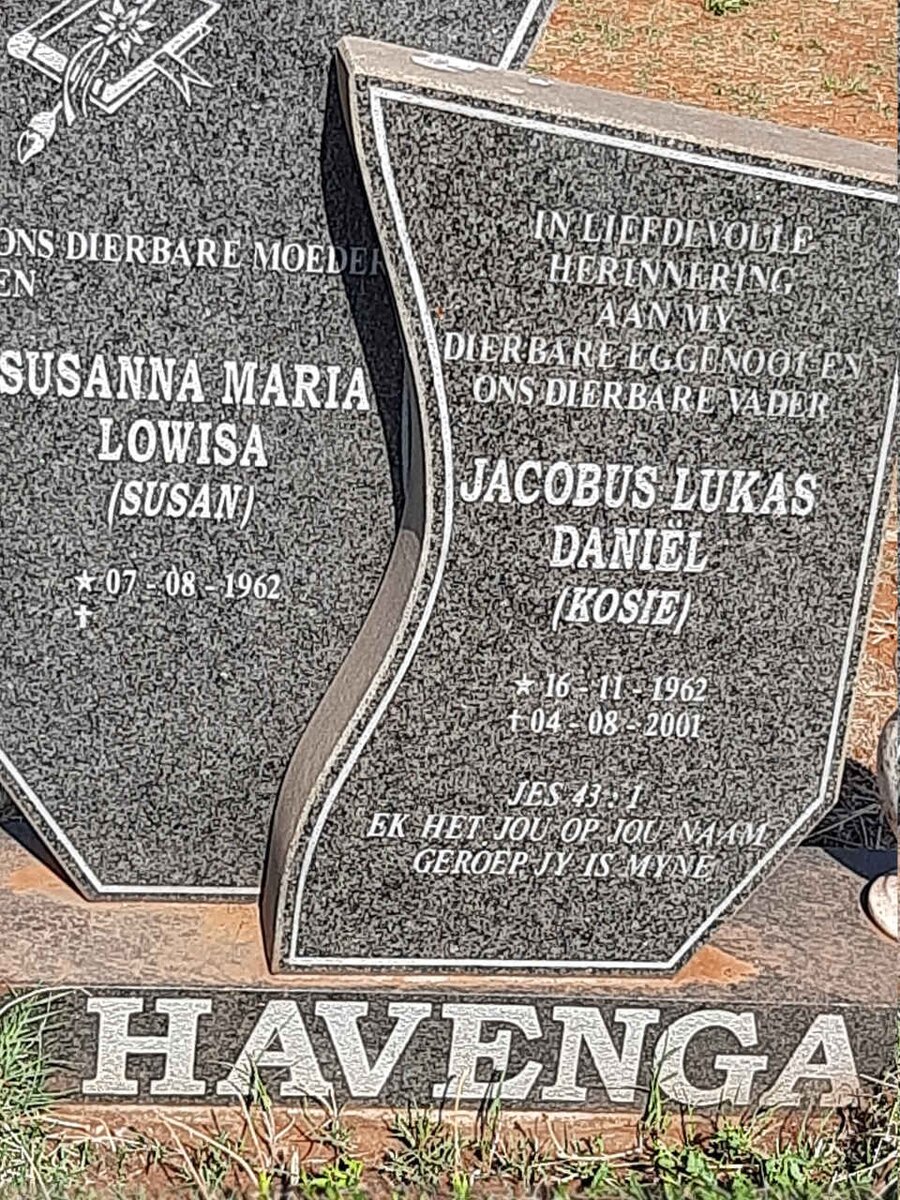 ONS DIERBARE MOEDER
EN
SUSANNA MARIA
LOWISA
(SUSAN)
★ 07 - 08 - 1962
✝
IN LIEFDEVOLLE
HERINNERING
AAN MY
DIERBARE EGGENOOT EN
ONS DIERBARE VADER
JACOBUS LUKAS
DANIËL
(KOSIE)
★ 16 - 11 - 1962
✝ 04 - 08 - 2001
JES 43 : 1
EK HET JOU OP JOU NAAM
GEROEP JY IS MYNE
HAVENGA